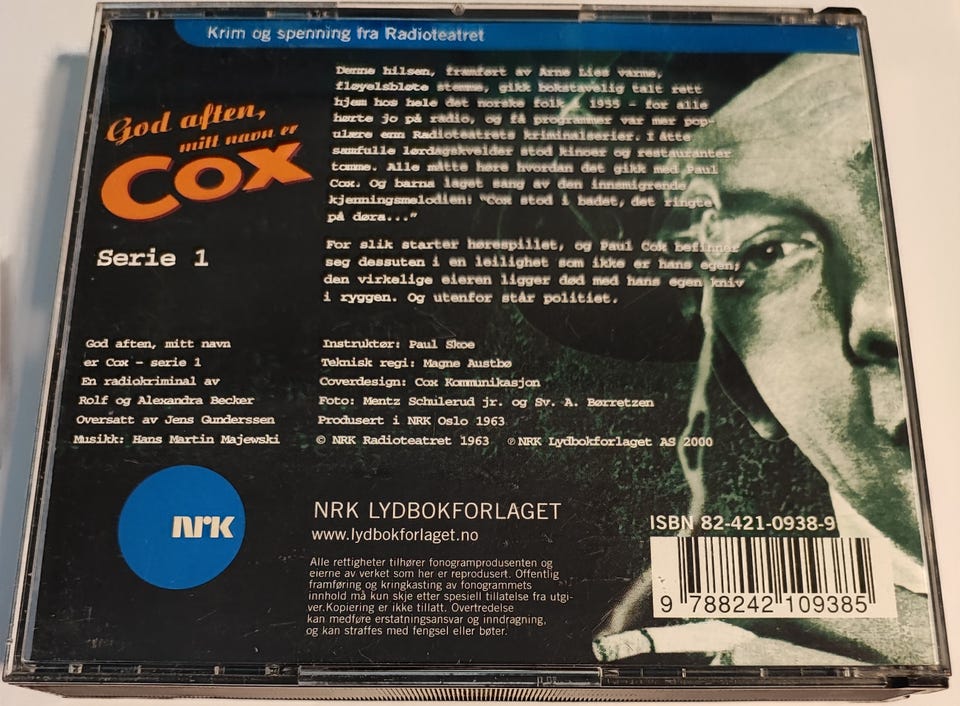 Krim og spenning fra Radioteatret
God aften,
mitt navn er
COX
Serie 1
Denne hilsen, framført av Arne Lies varme,
fløyelsbløte stemme, gikk bokstavelig talt rett
hjem hos hele det norske folk i 1955 - for alle
hørte jo på radio, og få programmer var mer pop-
ulære enn Radioteatrets kriminalserier. I åtte
samfulle lørdagskvelder stod kinoer og restauranter
tomme. Alle måtte høre hvordan det gikk med Paul
Cox. Og barna laget sang av den innsmigrende
kjenningsmelodien: "Cox stod i badet, det ringte
på døra..."
For slik starter hørespillet, og Paul Cox befinner
seg dessuten i en leilighet som ikke er hans egen;
den virkelige eieren ligger død med hans egen kniv
i ryggen. Og utenfor står politiet.
God aften, mitt navn
er Cox - serie 1
En radiokriminal av
Rolf og Alexandra Becker
Oversatt av Jens Gunderssen
Musikk: Hans Martin Majewski
Instruktør: Paul Skoe
Teknisk regi: Magne Austbø
Coverdesign: Cox Kommunikasjon
Foto: Mentz Schulerud jr. og Sv. A. Børretzen
Produsert i NRK Oslo 1963
© NRK Radioteatret 1963 ℗ NRK Lydbokforlaget AS 2000
NRK
NRK LYDBOKFORLAGET
www.lydbokforlaget.no
Alle rettigheter tilhører fonogramprodusenten og
eierne av verket som her er reprodusert. Offentlig
framføring og kringkasting av fonogrammets
innhold må kun skje etter spesiell tillatelse fra utgi-
ver.Kopiering er ikke tillatt. Overtredelse
kan medføre erstatningsansvar og inndragning,
og kan straffes med fengsel eller bøter.
ISBN 82-421-0938-9
9 788242 109385